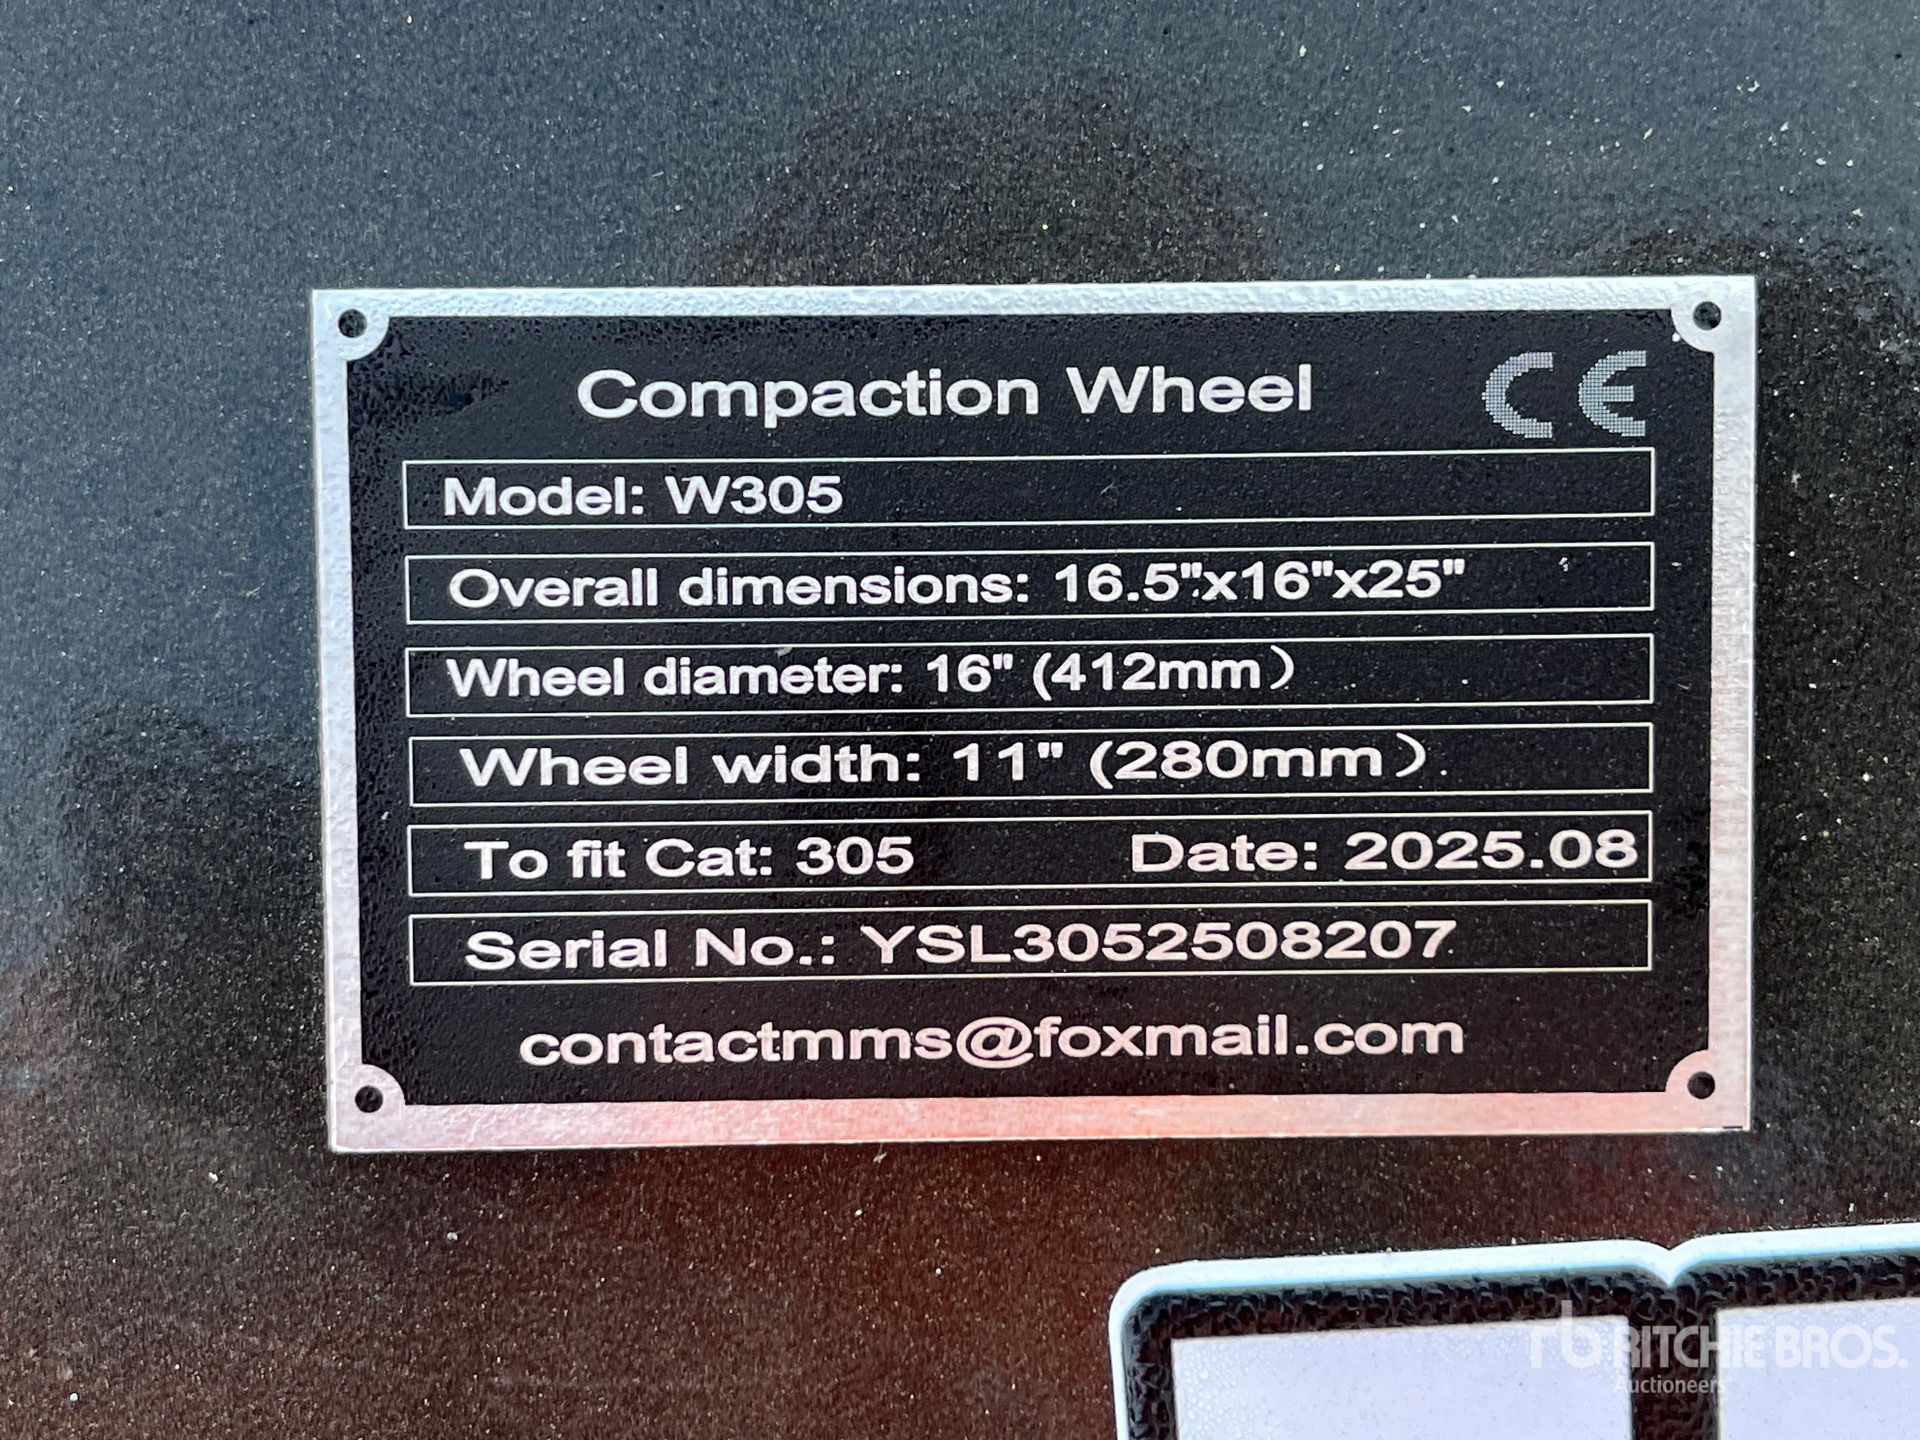 Compaction Wheel CE
Model: W305
Overall dimensions: 16.5"x16"x25"
Wheel diameter: 16" (412mm）
Wheel width: 11" (280mm）
To fit Cat: 305 Date: 2025.08
Serial No.: YSL3052508207
contactmms@foxmail.com
rb RITCHIE BROS.
Auctioneers